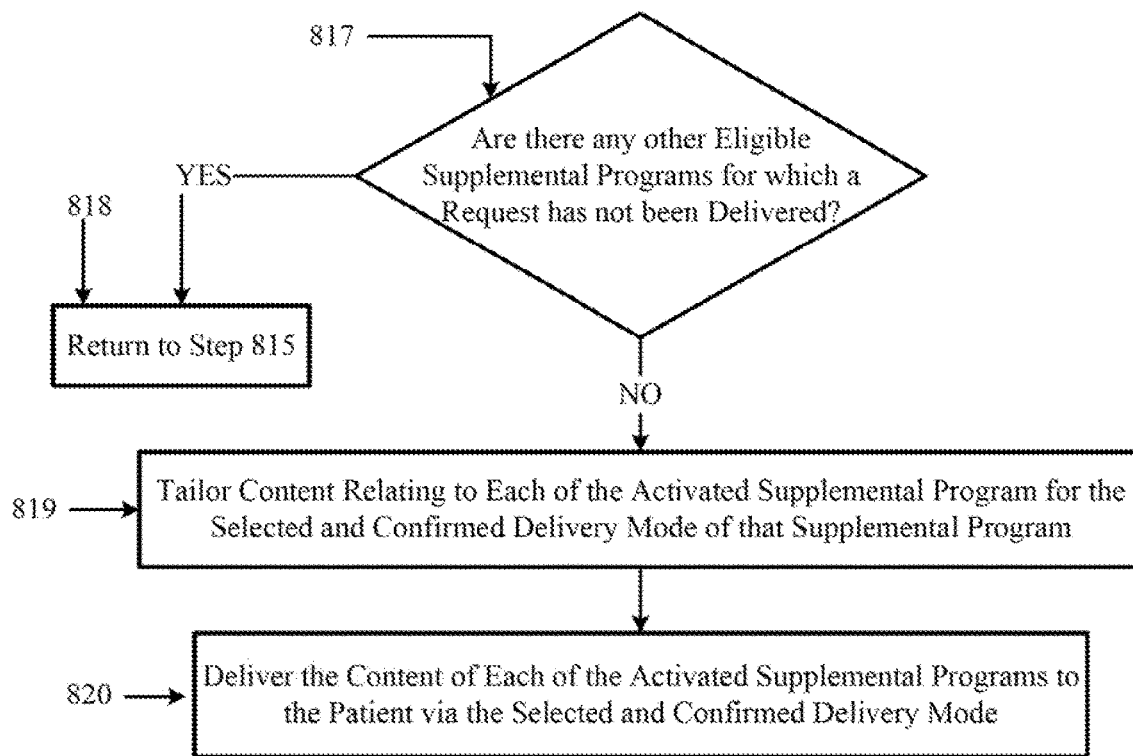 817
Are there any other Eligible
Supplemental Programs for which a
Request has not been Delivered?
YES
818
Return to Step 815
NO
819
Tailor Content Relating to Each of the Activated Supplemental Program for the
Selected and Confirmed Delivery Mode of that Supplemental Program
820
Deliver the Content of Each of the Activated Supplemental Programs to
the Patient via the Selected and Confirmed Delivery Mode